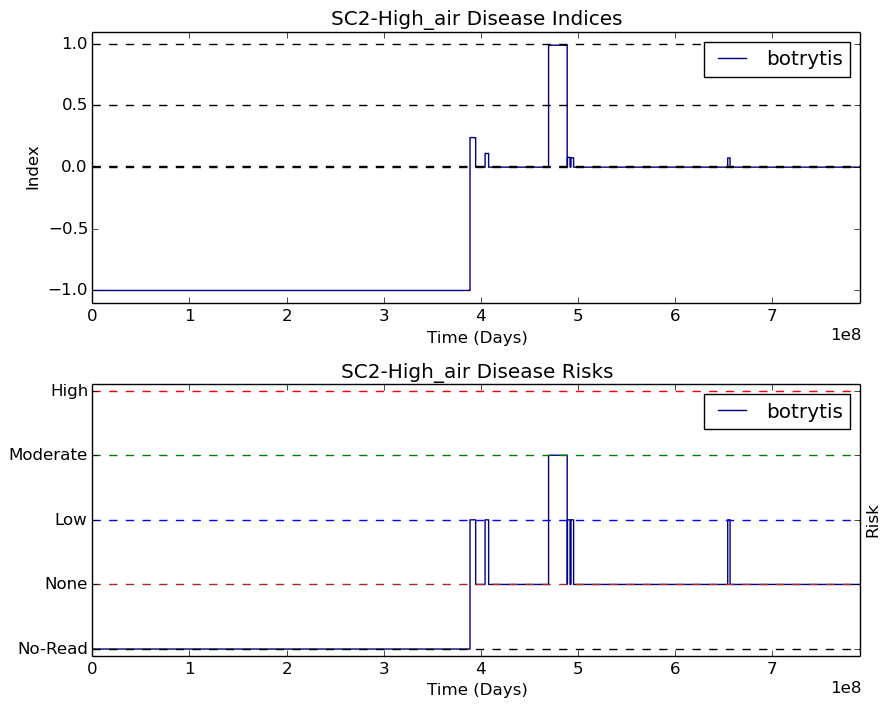 SC2-High_air Disease Indices
1.0
0.5
0.0
−0.5
−1.0
Index
botrytis
0 1 2 3 4 5 6 7
1e8
Time (Days)
SC2-High_air Disease Risks
High
Moderate
Low
None
No-Read
botrytis
Risk
0 1 2 3 4 5 6 7
1e8
Time (Days)